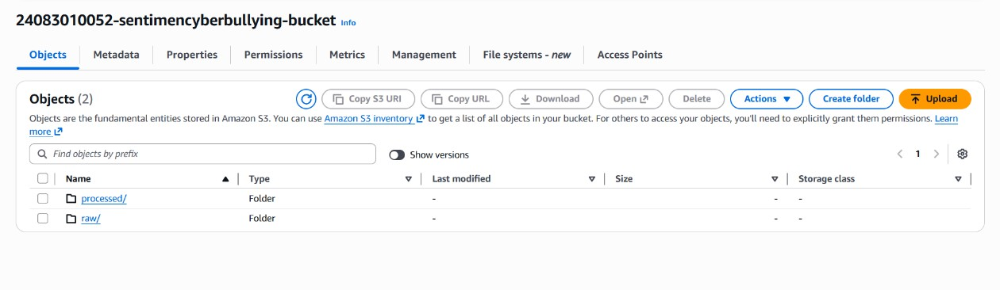 24083010052-sentimencyberbullying-bucket Info
Objects Metadata Properties Permissions Metrics Management File systems - new Access Points
Objects (2) Copy S3 URI Copy URL Download Open Delete Actions Create folder Upload
Objects are the fundamental entities stored in Amazon S3. You can use Amazon S3 inventory to get a list of all objects in your bucket. For others to access your objects, you'll need to explicitly grant them permissions. Learn
more
Find objects by prefix Show versions 1
Name Type Last modified Size Storage class
processed/ Folder - - -
raw/ Folder - - -